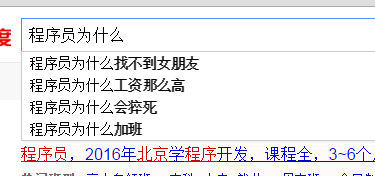 度
程序员为什么
程序员为什么找不到女朋友
程序员为什么工资那么高
程序员为什么会猝死
程序员为什么加班
程序员，2016年北京学程序开发，课程全，3~6个